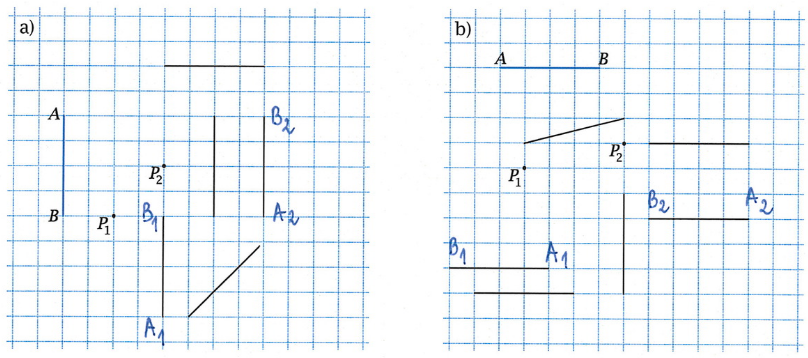 a)
A
B
P₁
P₂
B₁
A₁
B₂
A₂
b)
A B
P₁
P₂
B₁ A₁
B₂ A₂